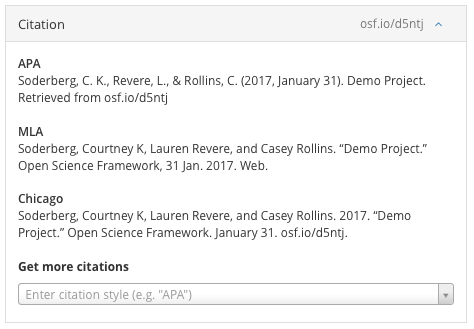 Citation osf.io/d5ntj
APA
Soderberg, C. K., Revere, L., & Rollins, C. (2017, January 31). Demo Project.
Retrieved from osf.io/d5ntj
MLA
Soderberg, Courtney K, Lauren Revere, and Casey Rollins. “Demo Project.”
Open Science Framework, 31 Jan. 2017. Web.
Chicago
Soderberg, Courtney K, Lauren Revere, and Casey Rollins. 2017. “Demo
Project.” Open Science Framework. January 31. osf.io/d5ntj.
Get more citations
Enter citation style (e.g. "APA")